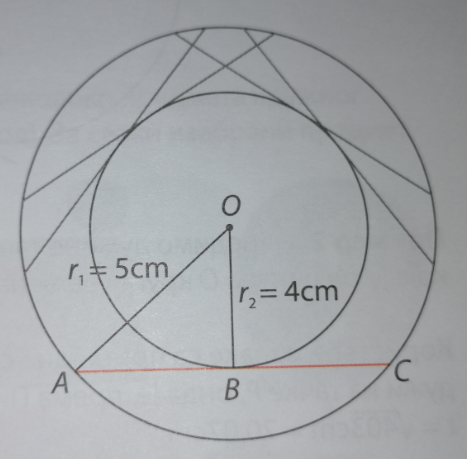 O
r₁ = 5cm
r₂ = 4cm
A
B
C